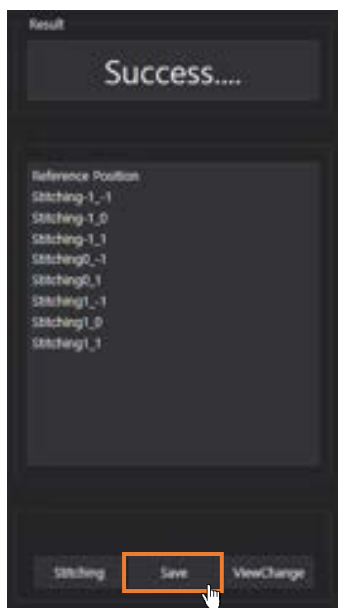 Result
Success....
Reference Position
Stitching-1_-1
Stitching-1_0
Stitching-1_1
Stitching0_-1
Stitching0_1
Stitching1_-1
Stitching1_0
Stitching1_1
Stitching Save ViewChange